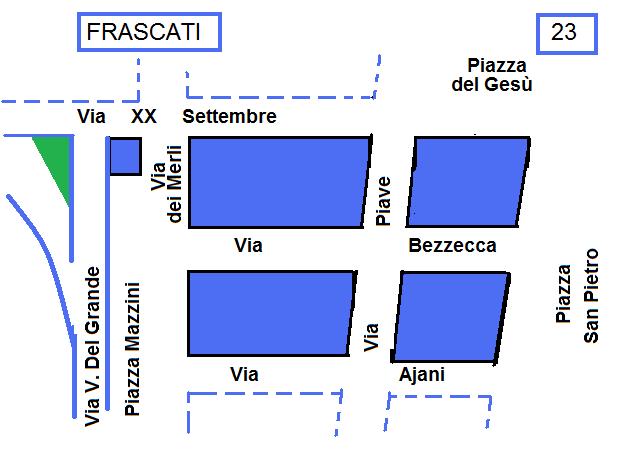 FRASCATI
23
Piazza
del Gesù
Via XX Settembre
Via
dei Merli
Piave
Via Bezzecca
Piazza
San Pietro
Via V. Del Grande
Piazza Mazzini
Via
Via Ajani